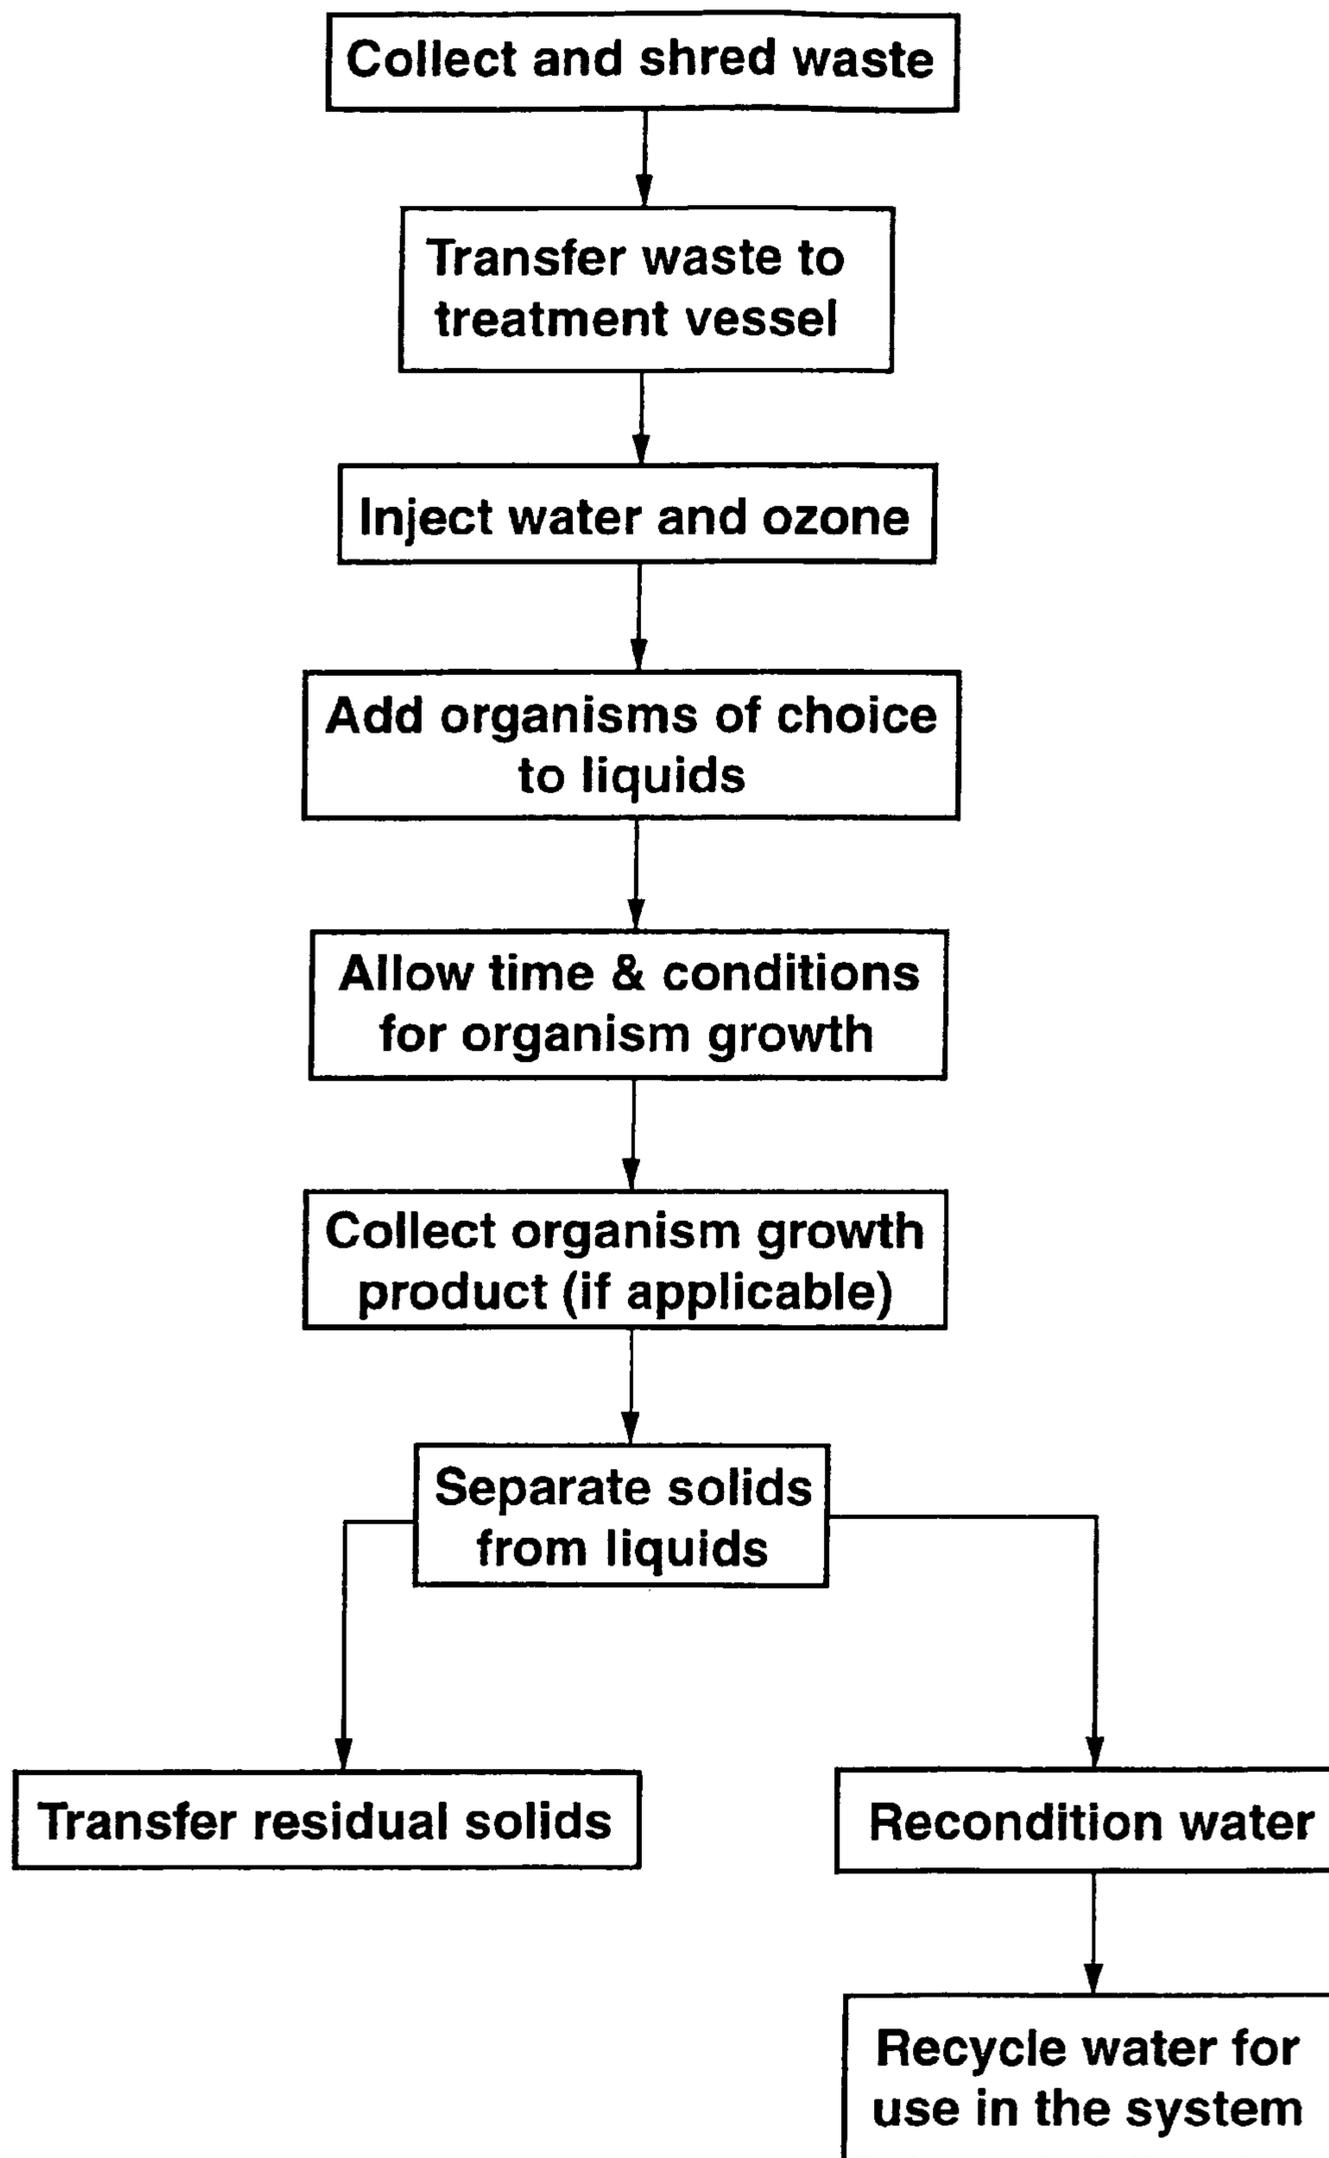 Collect and shred waste
Transfer waste to
treatment vessel
Inject water and ozone
Add organisms of choice
to liquids
Allow time & conditions
for organism growth
Collect organism growth
product (if applicable)
Separate solids
from liquids
Transfer residual solids
Recondition water
Recycle water for
use in the system